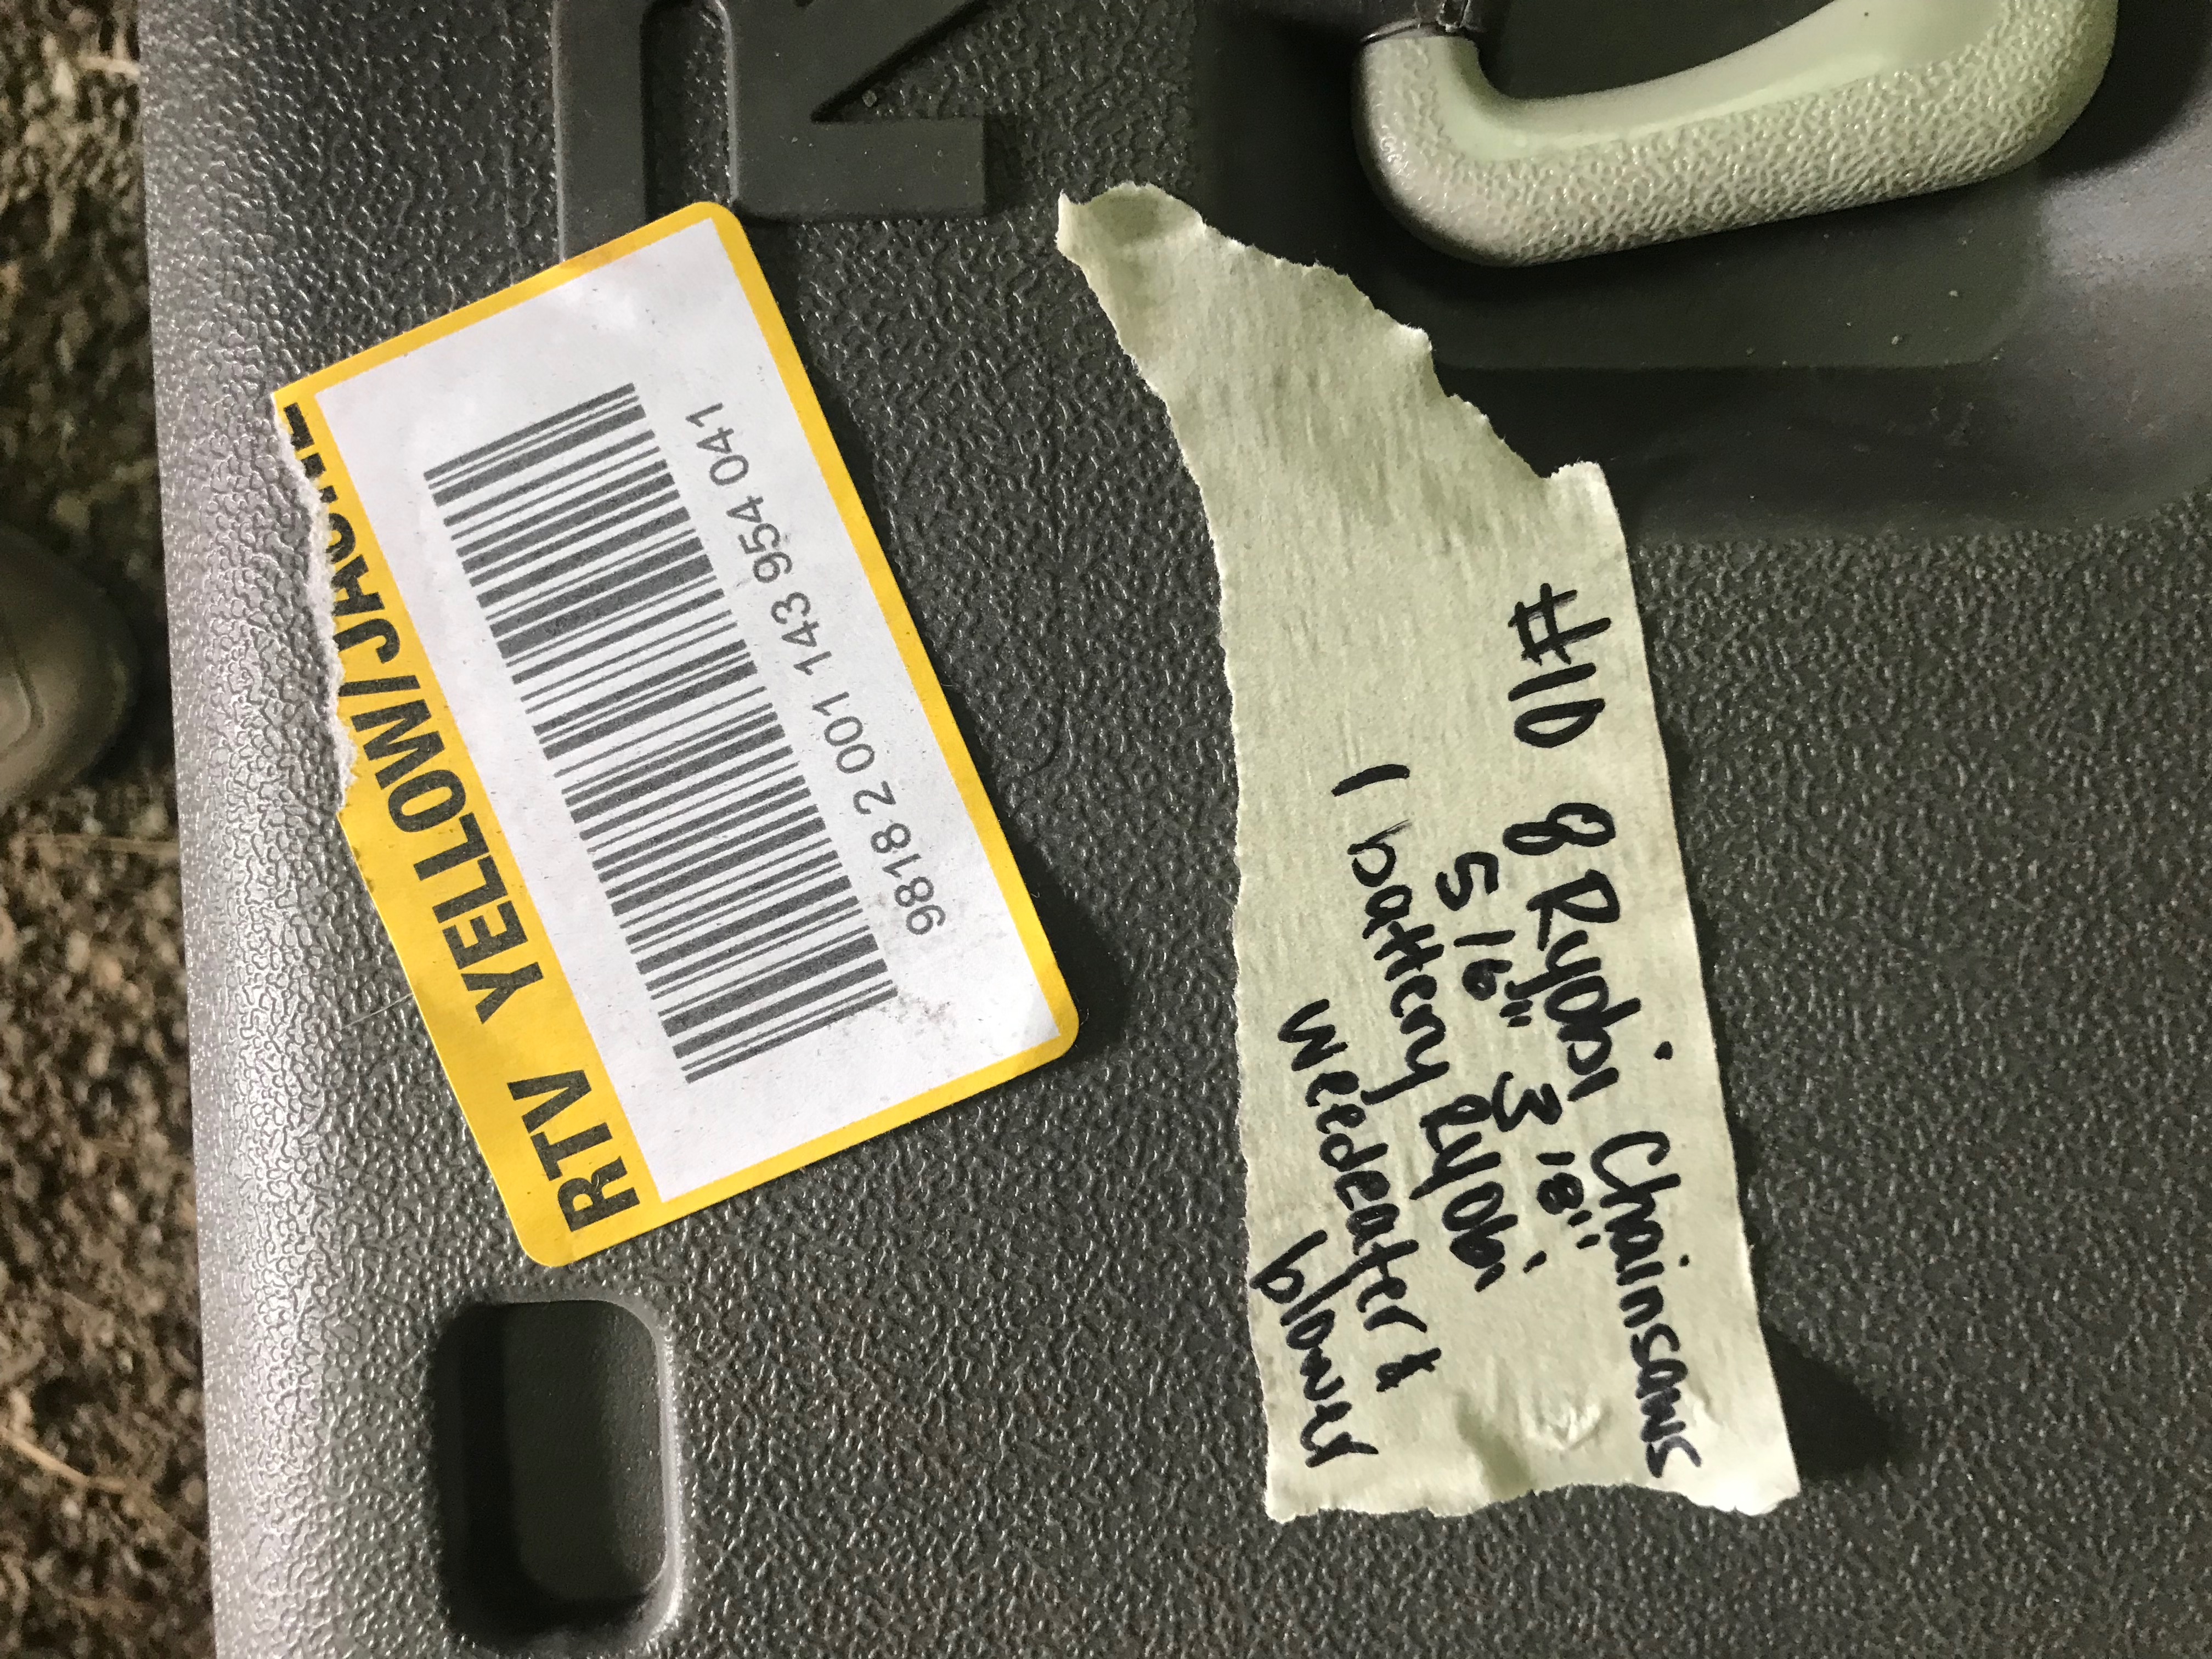 RTV YELLOW/JACKET
9818 2 001 143 954 041
#10 8 Ryobi Chainsaws
5 16" 3 18"
1 battery Ryobi
weedeater &
blower